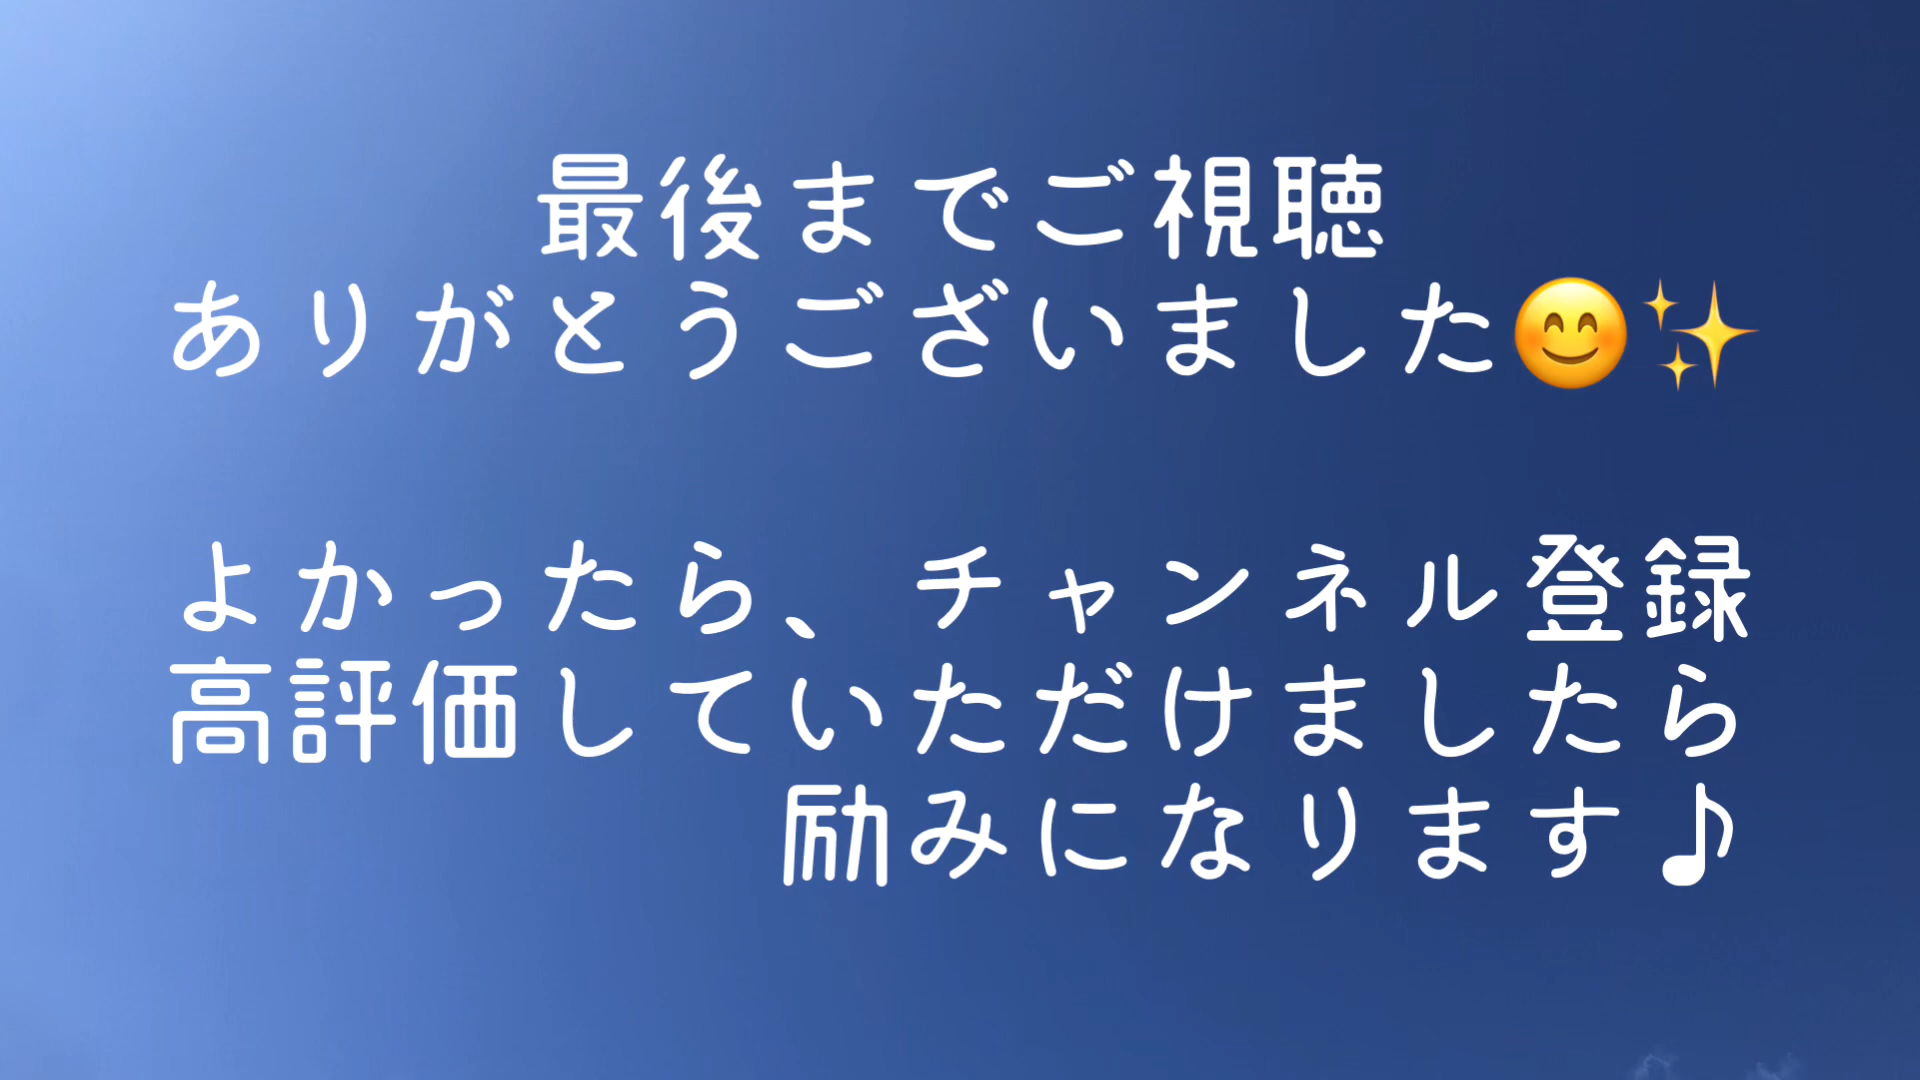 最後までご視聴
ありがとうございました😊✨
よかったら、チャンネル登録
高評価していただけましたら
励みになります♪